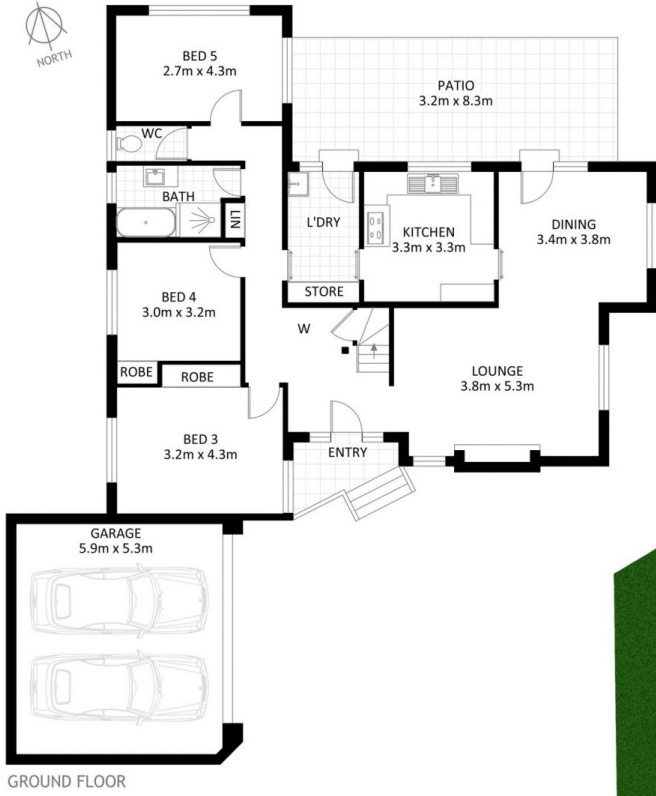 NORTH
BED 5
2.7m x 4.3m
PATIO
3.2m x 8.3m
WC
BATH
LIN
L'DRY
KITCHEN
3.3m x 3.3m
DINING
3.4m x 3.8m
STORE
BED 4
3.0m x 3.2m
W
ROBE
ROBE
LOUNGE
3.8m x 5.3m
BED 3
3.2m x 4.3m
ENTRY
GARAGE
5.9m x 5.3m
GROUND FLOOR